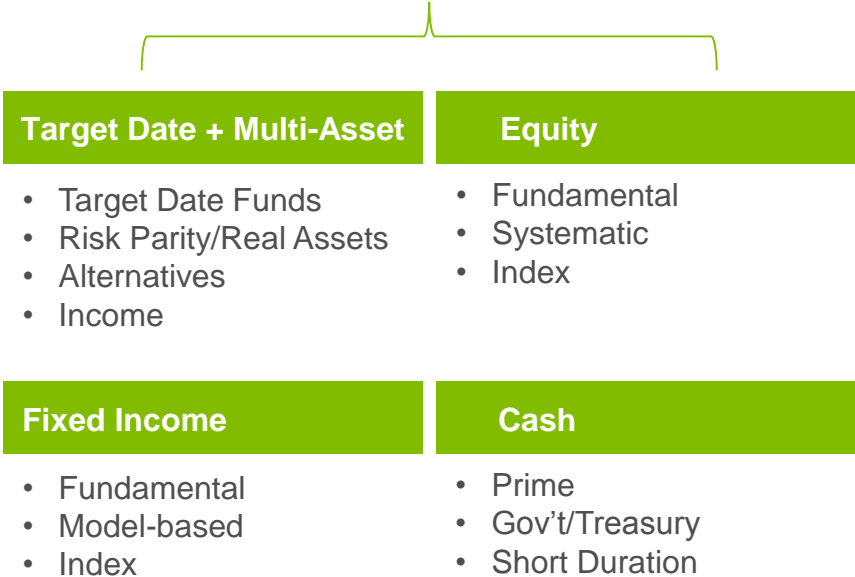 Target Date + Multi-Asset
• Target Date Funds
• Risk Parity/Real Assets
• Alternatives
• Income
Equity
• Fundamental
• Systematic
• Index
Fixed Income
• Fundamental
• Model-based
• Index
Cash
• Prime
• Gov’t/Treasury
• Short Duration